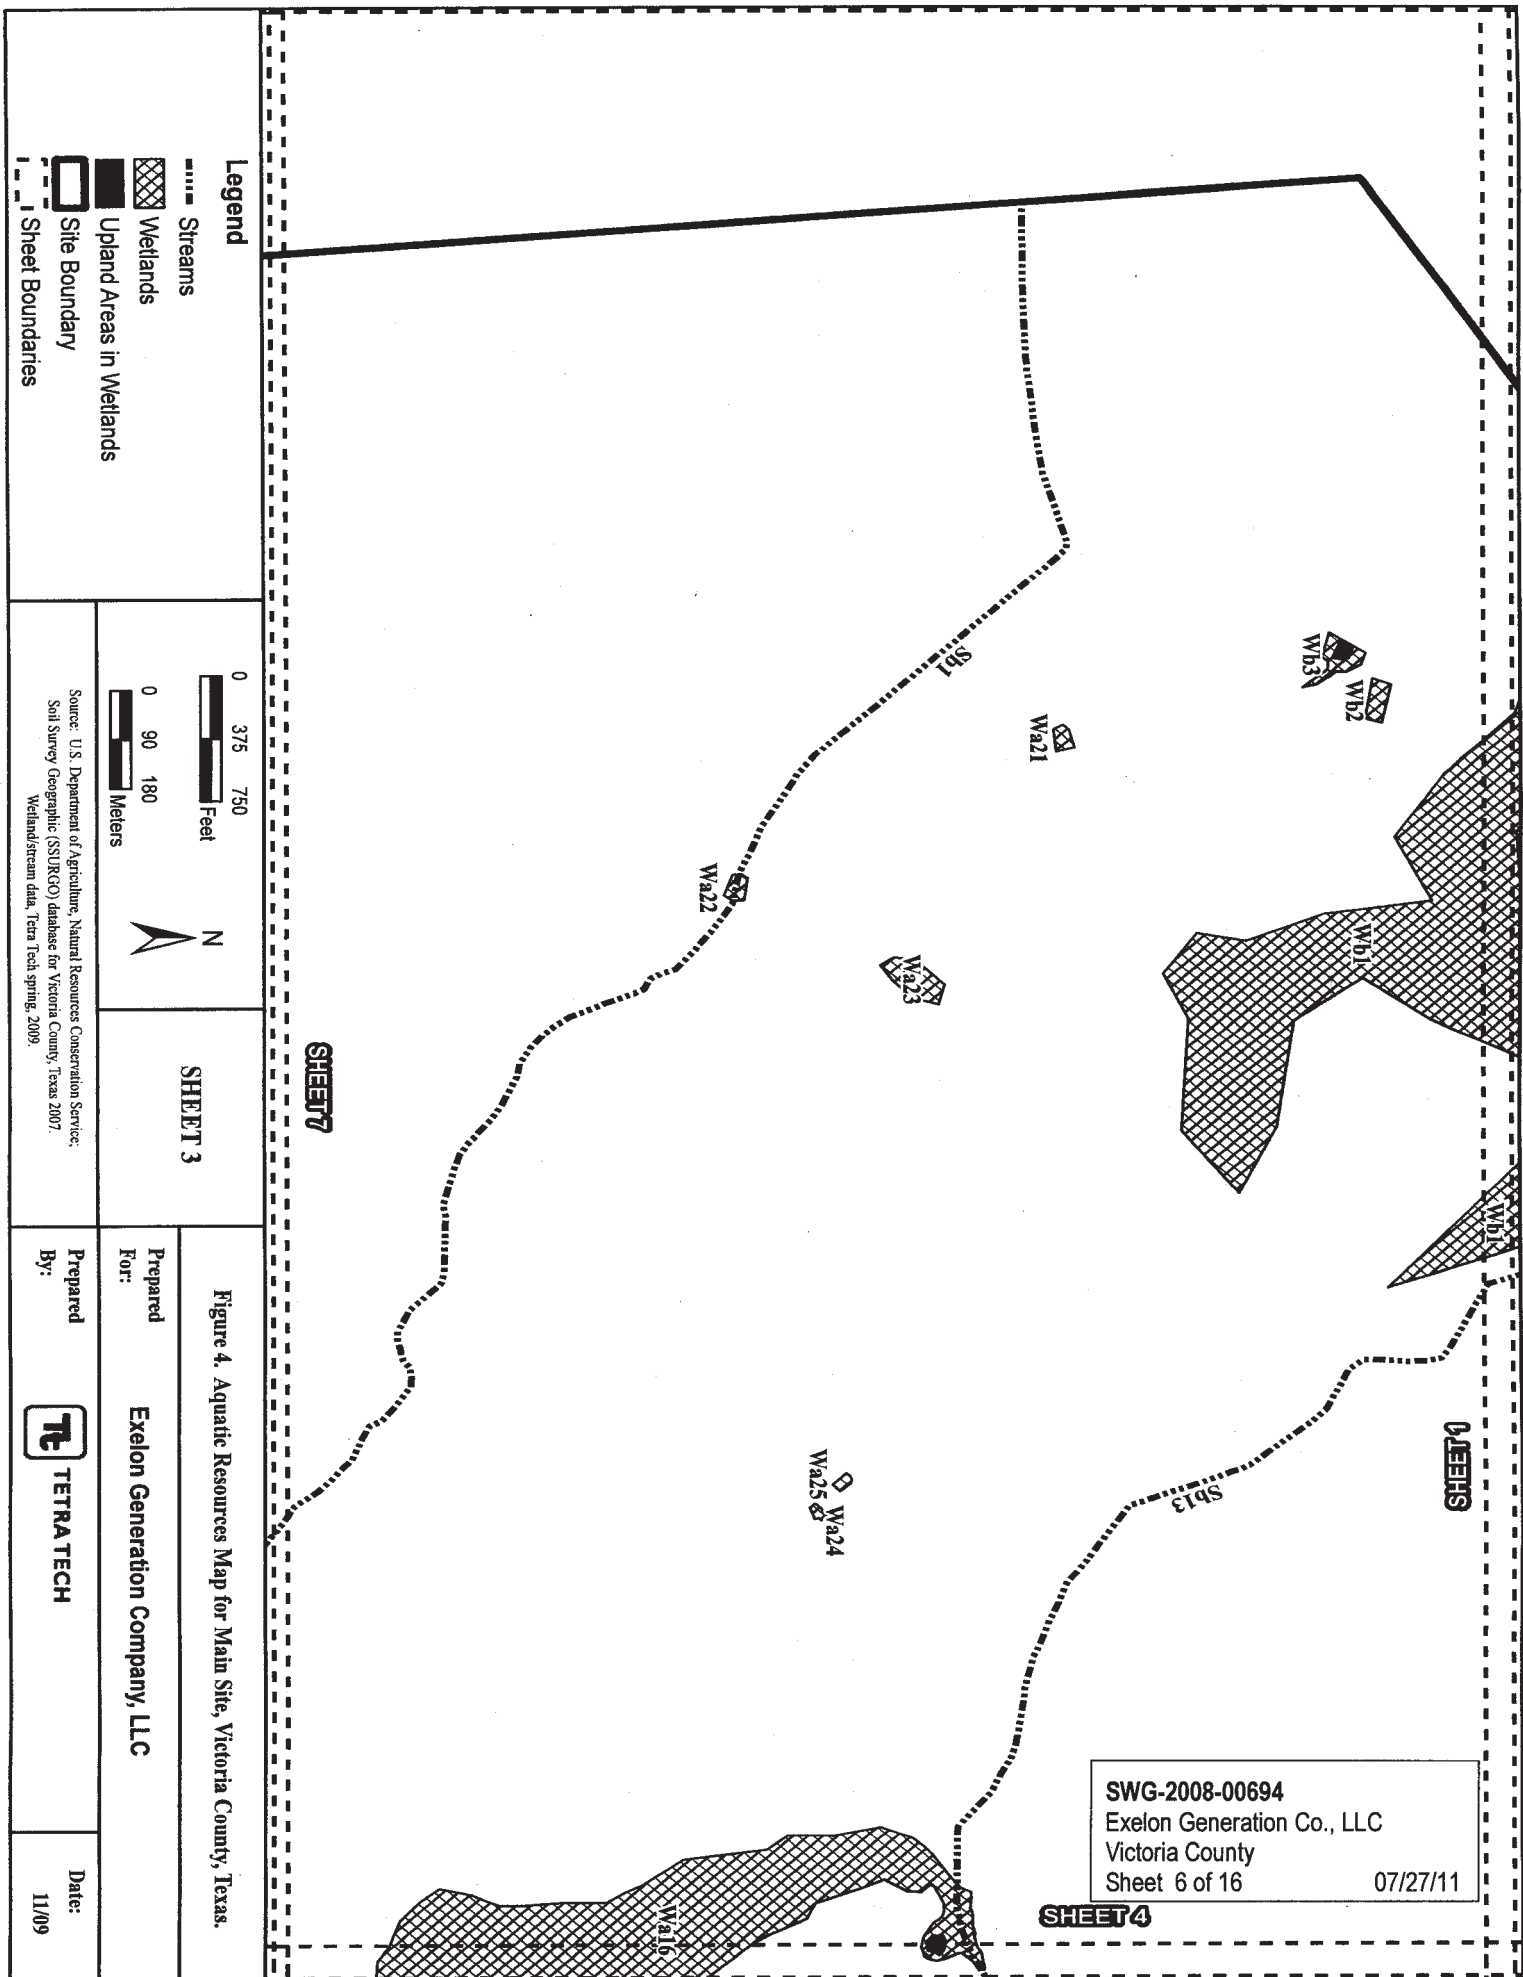 SWG-2008-00694
Exelon Generation Co., LLC
Victoria County
Sheet 6 of 16 07/27/11
SHEET 1
SHEET 4
SHEET 7
Wb1
Wb1
Wb2
Wb3
Sb1
Sb13
Wa21
Wa22
Wa23
Wa24
Wa25
Wa16
Legend
Streams
Wetlands
Upland Areas in Wetlands
Site Boundary
Sheet Boundaries
0 375 750
Feet
0 90 180
Meters
N
Source: U.S. Department of Agriculture, Natural Resources Conservation Service;
Soil Survey Geographic (SSURGO) database for Victoria County, Texas 2007.
Wetland/stream data, Tetra Tech spring, 2009.
SHEET 3
Figure 4. Aquatic Resources Map for Main Site, Victoria County, Texas.
Prepared
For:
Exelon Generation Company, LLC
Prepared
By:
Tt TETRA TECH
Date:
11/09